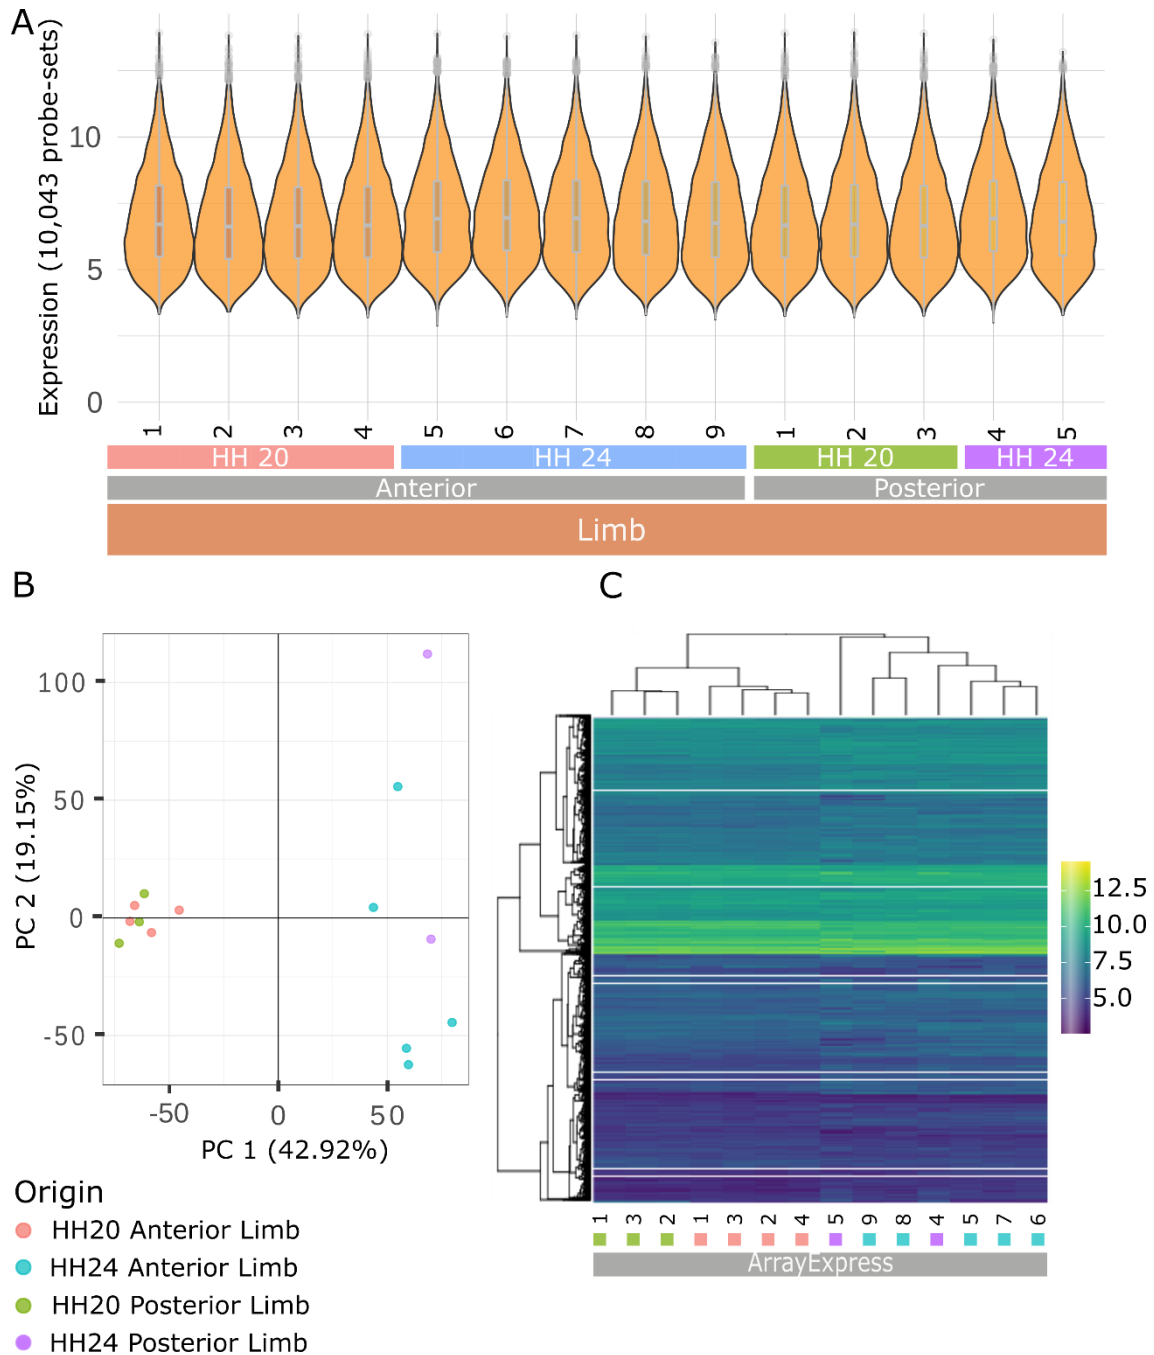 A
Expression (10,043 probe-sets)
10
5
0
1 2 3 4 5 6 7 8 9 1 2 3 4 5
HH 20 HH 24 HH 20 HH 24
Anterior Posterior
Limb
B
PC 2 (19.15%)
100
50
0
-50
-50 0 50
PC 1 (42.92%)
Origin
HH20 Anterior Limb
HH24 Anterior Limb
HH20 Posterior Limb
HH24 Posterior Limb
C
12.5
10.0
7.5
5.0
1 3 2 1 3 2 4 5 9 8 4 5 7 6
ArrayExpress